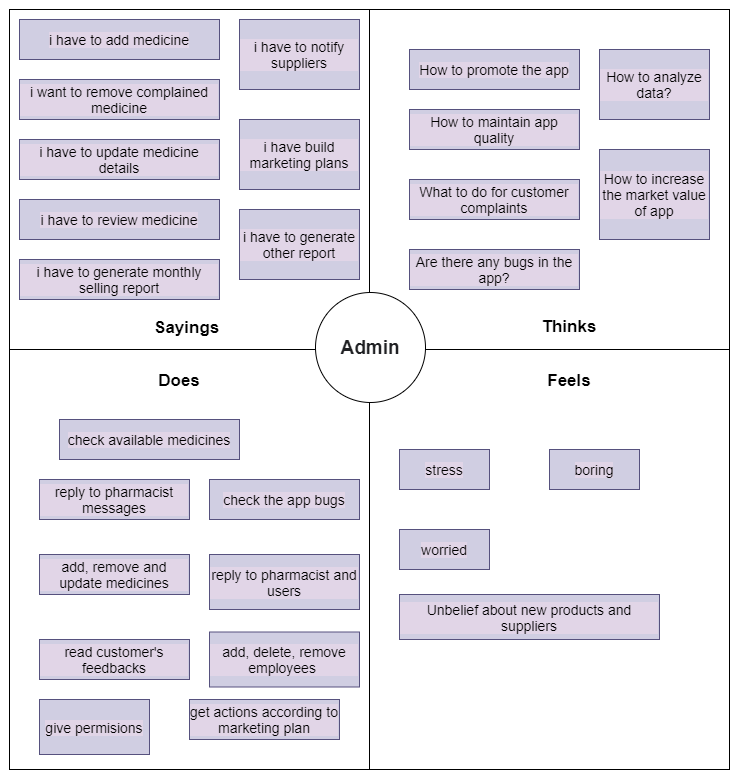 i have to add medicine
i want to remove complained
medicine
i have to update medicine
details
i have to review medicine
i have to generate monthly
selling report
i have to notify
suppliers
i have build
marketing plans
i have to generate
other report
Sayings
How to promote the app
How to maintain app
quality
What to do for customer
complaints
Are there any bugs in the
app?
How to analyze
data?
How to increase
the market value
of app
Thinks
Admin
Does
check available medicines
reply to pharmacist
messages
check the app bugs
add, remove and
update medicines
reply to pharmacist and
users
read customer's
feedbacks
add, delete, remove
employees
give permisions
get actions according to
marketing plan
Feels
stress
boring
worried
Unbelief about new products and
suppliers